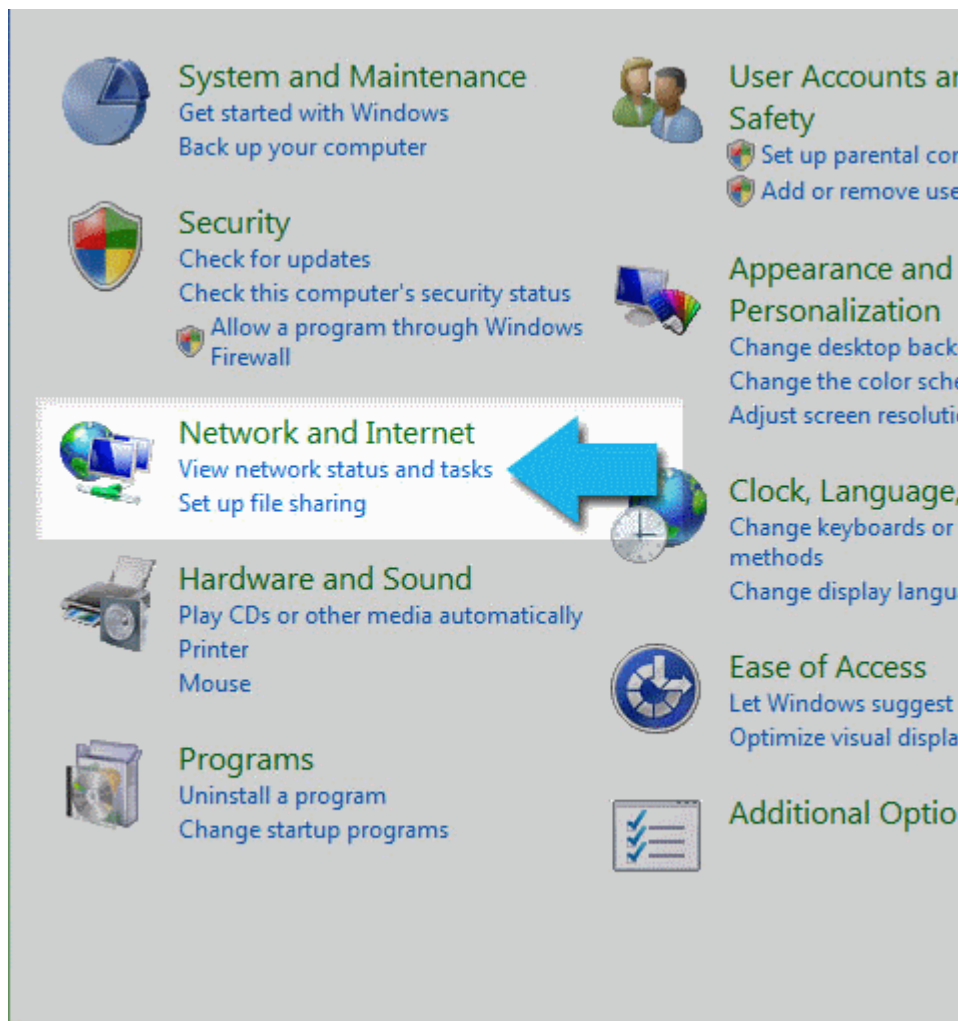 System and Maintenance
Get started with Windows
Back up your computer
Security
Check for updates
Check this computer's security status
Allow a program through Windows
Firewall
Network and Internet
View network status and tasks
Set up file sharing
Hardware and Sound
Play CDs or other media automatically
Printer
Mouse
Programs
Uninstall a program
Change startup programs
User Accounts an
Safety
Set up parental con
Add or remove use
Appearance and
Personalization
Change desktop back
Change the color sche
Adjust screen resolutio
Clock, Language,
Change keyboards or
methods
Change display langua
Ease of Access
Let Windows suggest
Optimize visual displa
Additional Optio